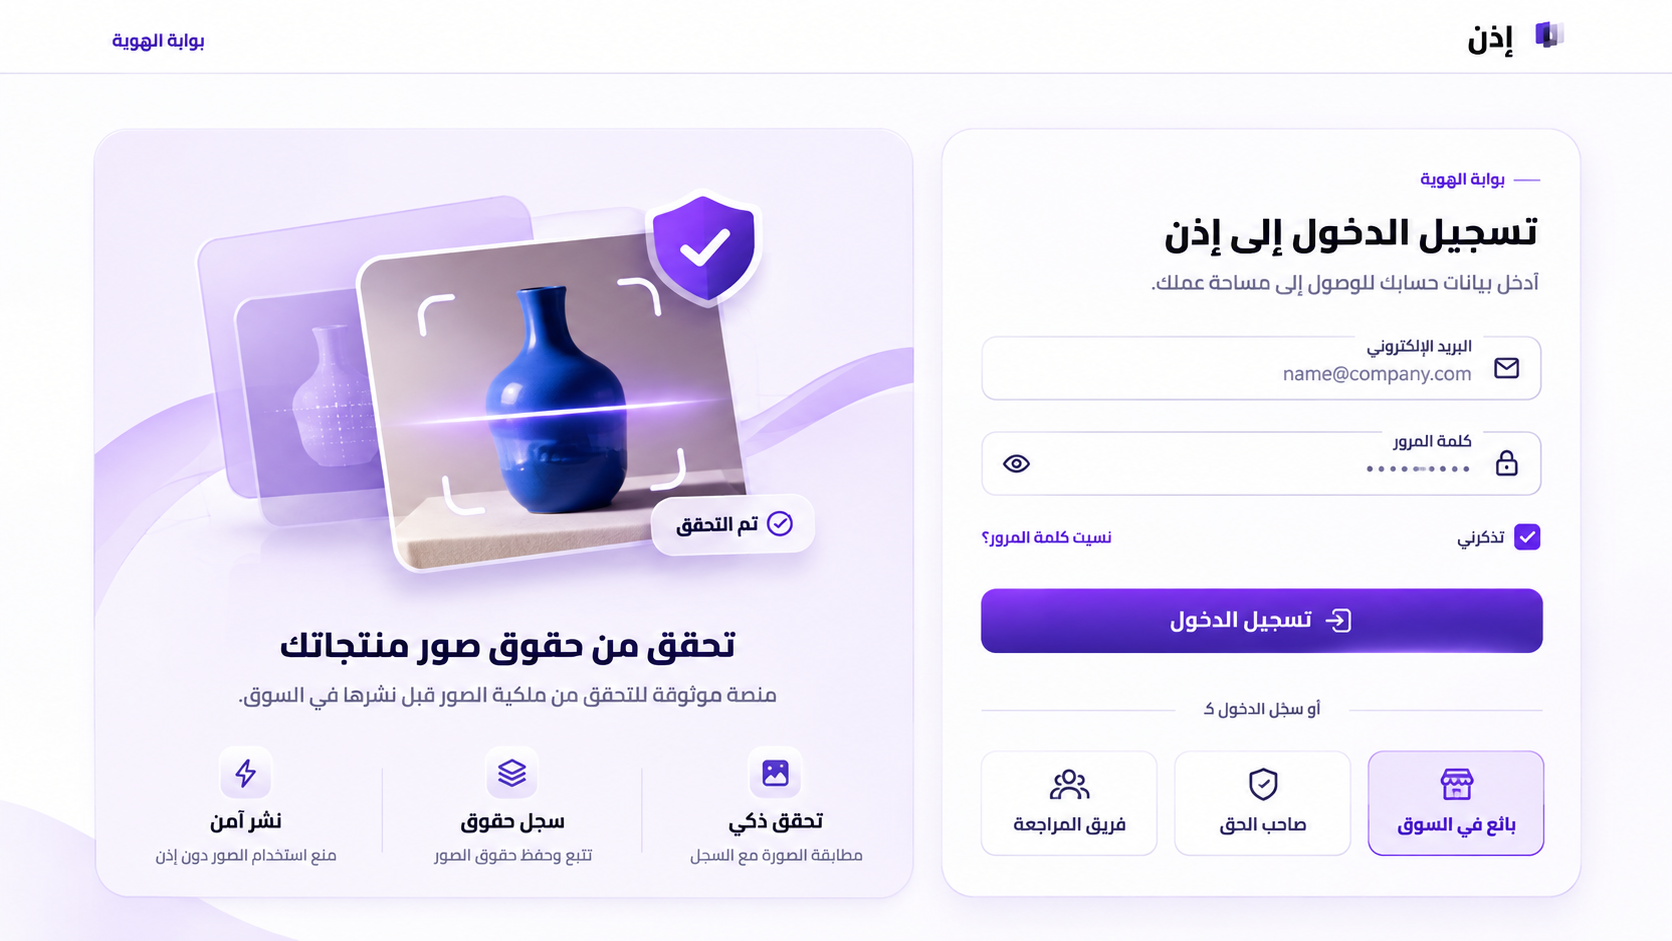 إذن
بوابة الهوية
بوابة الهوية
تسجيل الدخول إلى إذن
أدخل بيانات حسابك للوصول إلى مساحة عملك.
البريد الإلكتروني
name@company.com
كلمة المرور
تذكرني
نسيت كلمة المرور؟
تسجيل الدخول
أو سجّل الدخول كـ
بائع في السوق
صاحب الحق
فريق المراجعة
تم التحقق
تحقق من حقوق صور منتجاتك
منصة موثوقة للتحقق من ملكية الصور قبل نشرها في السوق.
تحقق ذكي
مطابقة الصورة مع السجل
سجل حقوق
تتبع وحفظ حقوق الصور
نشر آمن
منع استخدام الصور دون إذن